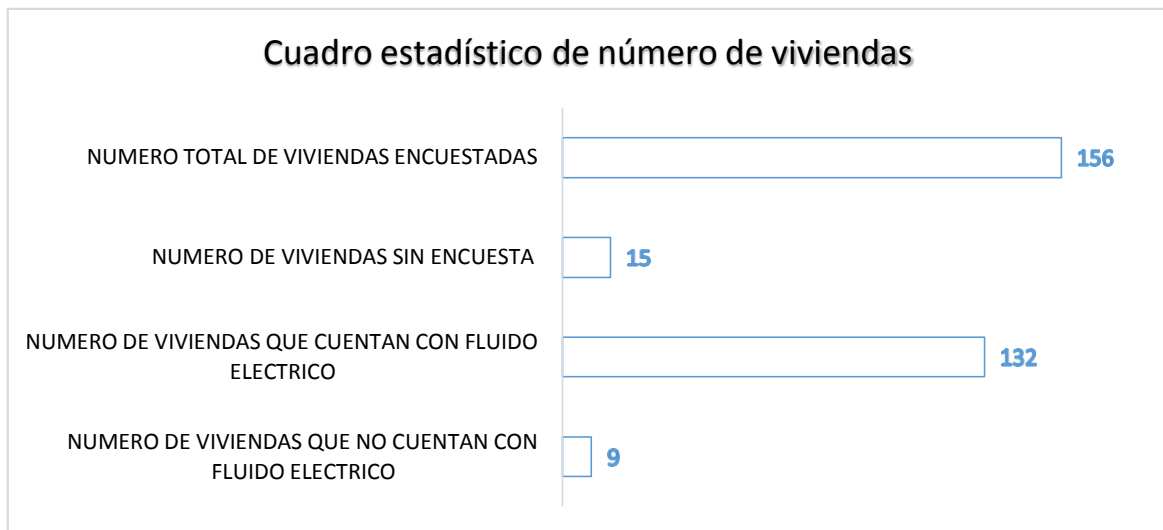 Cuadro estadístico de número de viviendas
NUMERO TOTAL DE VIVIENDAS ENCUESTADAS
156
NUMERO DE VIVIENDAS SIN ENCUESTA
15
NUMERO DE VIVIENDAS QUE CUENTAN CON FLUIDO
ELECTRICO
132
NUMERO DE VIVIENDAS QUE NO CUENTAN CON
FLUIDO ELECTRICO
9